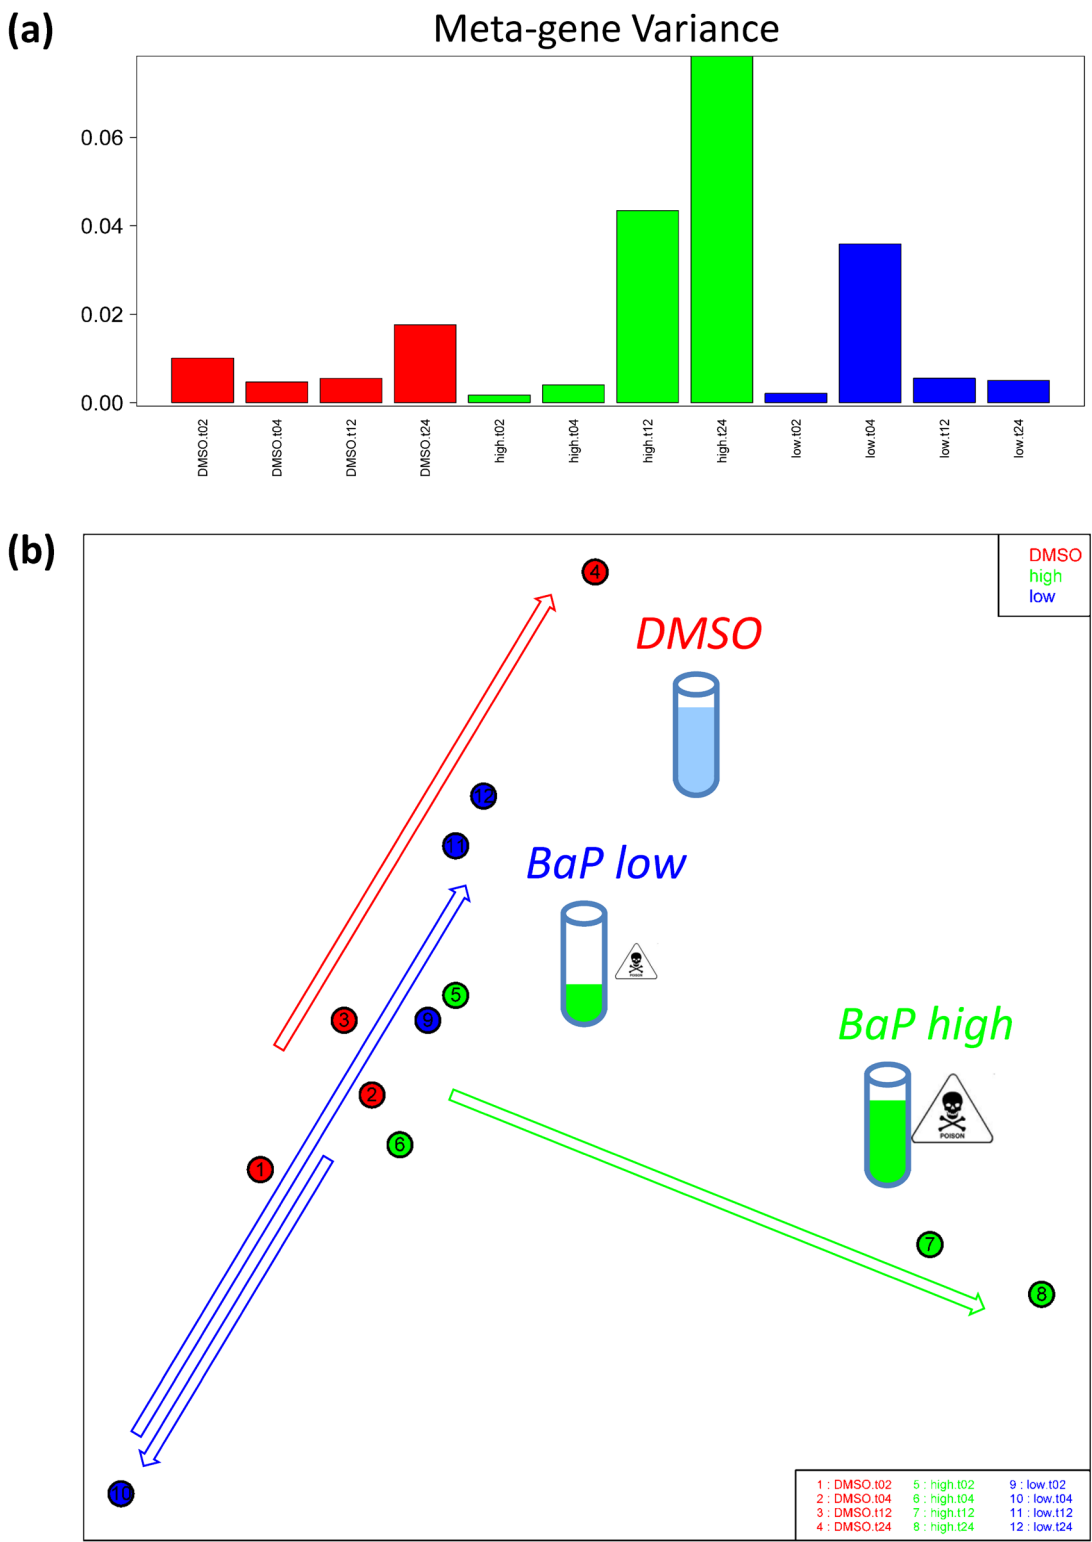 (a)
Meta-gene Variance
0.06
0.04
0.02
0.00
DMSO.t02
DMSO.t04
DMSO.t12
DMSO.t24
high.t02
high.t04
high.t12
high.t24
low.t02
low.t04
low.t12
low.t24
(b)
DMSO
high
low
4
DMSO
12
11
BaP low
POISON
5
3
9
BaP high
2
POISON
6
1
7
8
10
1 : DMSO.t02 5 : high.t02 9 : low.t02
2 : DMSO.t04 6 : high.t04 10 : low.t04
3 : DMSO.t12 7 : high.t12 11 : low.t12
4 : DMSO.t24 8 : high.t24 12 : low.t24